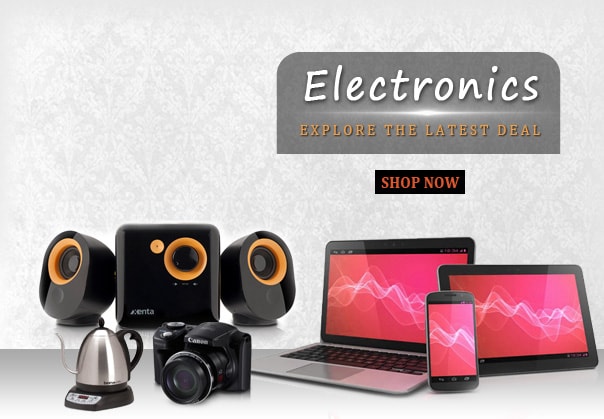 Electronics
EXPLORE THE LATEST DEAL
SHOP NOW
Xenta
Canon